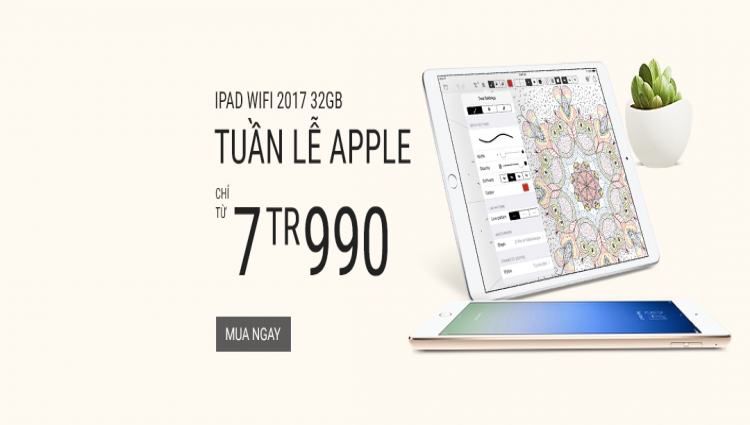 IPAD WIFI 2017 32GB
TUẦN LỄ APPLE
CHỈ
TỪ
7TR990
MUA NGAY